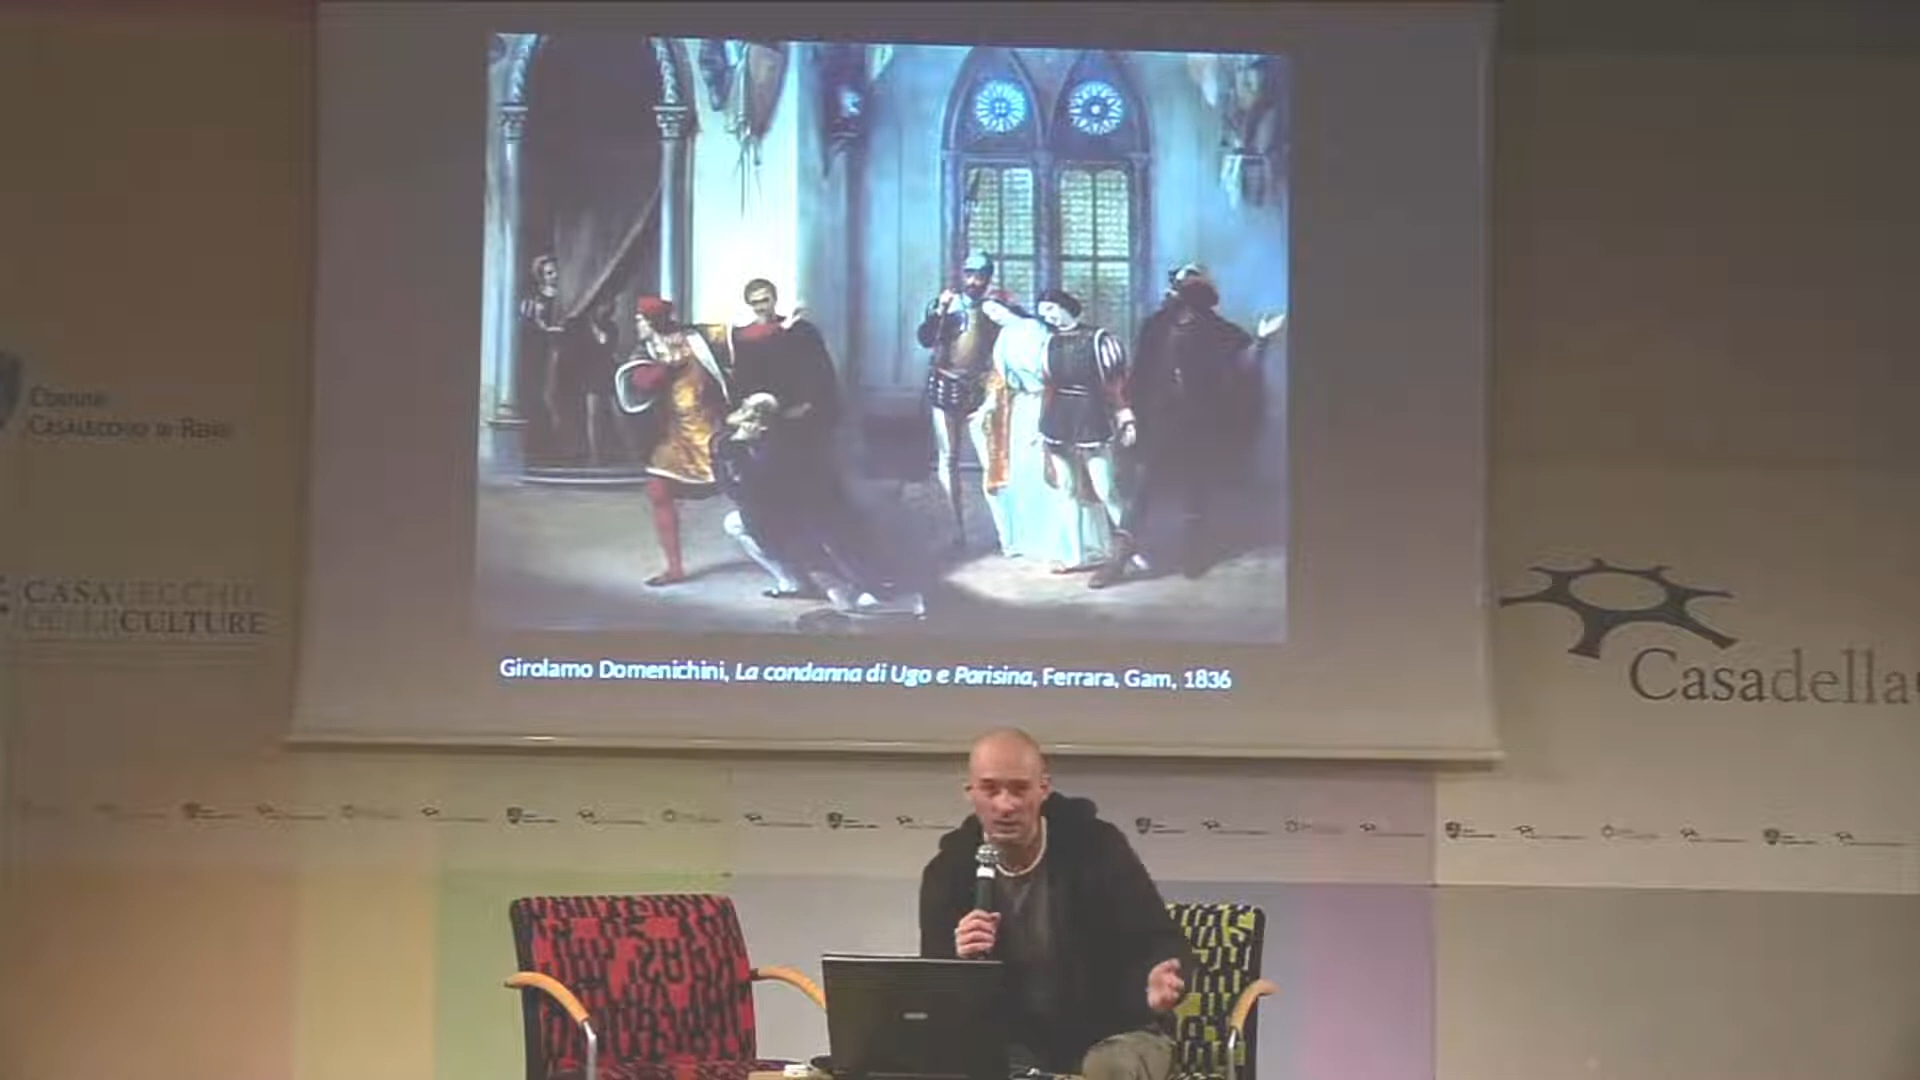 Girolamo Domenichini, La condanna di Ugo e Parisina, Ferrara, Gam, 1836
Comune
Casalecchio di Reno
CASALECCHIO
DELLE CULTURE
Casadella